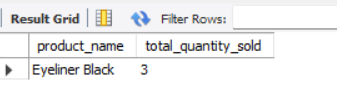 Result Grid Filter Rows:
product_name total_quantity_sold
Eyeliner Black 3